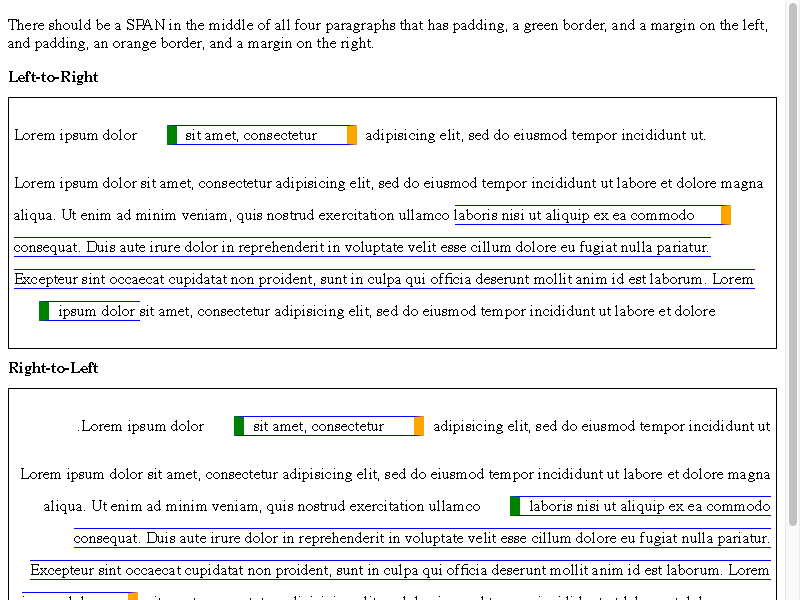 There should be a SPAN in the middle of all four paragraphs that has padding, a green border, and a margin on the left,
and padding, an orange border, and a margin on the right.
Left-to-Right
Lorem ipsum dolor sit amet, consectetur adipisicing elit, sed do eiusmod tempor incididunt ut.
Lorem ipsum dolor sit amet, consectetur adipisicing elit, sed do eiusmod tempor incididunt ut labore et dolore magna
aliqua. Ut enim ad minim veniam, quis nostrud exercitation ullamco laboris nisi ut aliquip ex ea commodo
consequat. Duis aute irure dolor in reprehenderit in voluptate velit esse cillum dolore eu fugiat nulla pariatur.
Excepteur sint occaecat cupidatat non proident, sunt in culpa qui officia deserunt mollit anim id est laborum. Lorem
ipsum dolor sit amet, consectetur adipisicing elit, sed do eiusmod tempor incididunt ut labore et dolore
Right-to-Left
.Lorem ipsum dolor sit amet, consectetur adipisicing elit, sed do eiusmod tempor incididunt ut
Lorem ipsum dolor sit amet, consectetur adipisicing elit, sed do eiusmod tempor incididunt ut labore et dolore magna
aliqua. Ut enim ad minim veniam, quis nostrud exercitation ullamco laboris nisi ut aliquip ex ea commodo
consequat. Duis aute irure dolor in reprehenderit in voluptate velit esse cillum dolore eu fugiat nulla pariatur.
Excepteur sint occaecat cupidatat non proident, sunt in culpa qui officia deserunt mollit anim id est laborum. Lorem